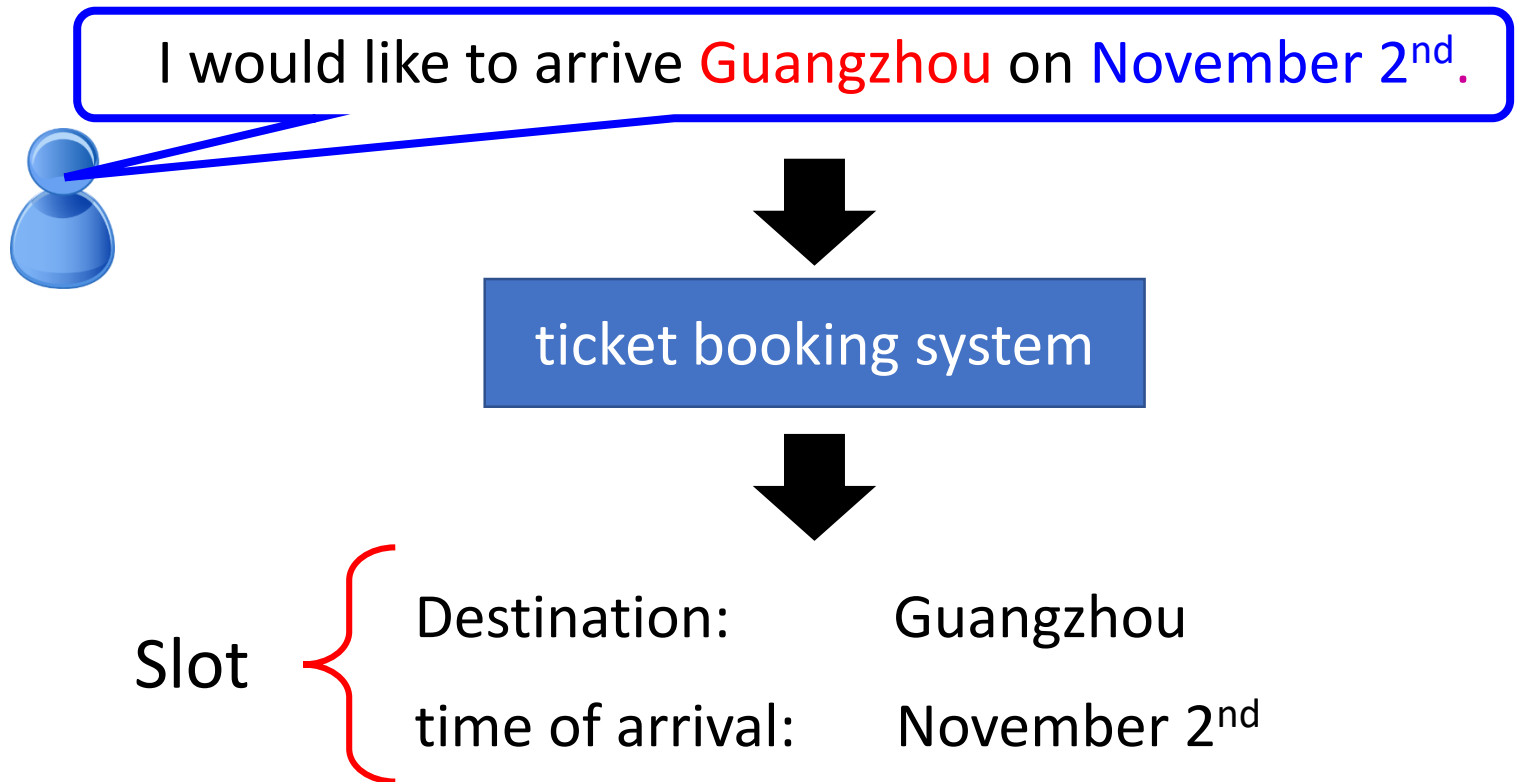 I would like to arrive Guangzhou on November 2nd.
ticket booking system
Destination: Guangzhou
Slot
time of arrival: November 2nd